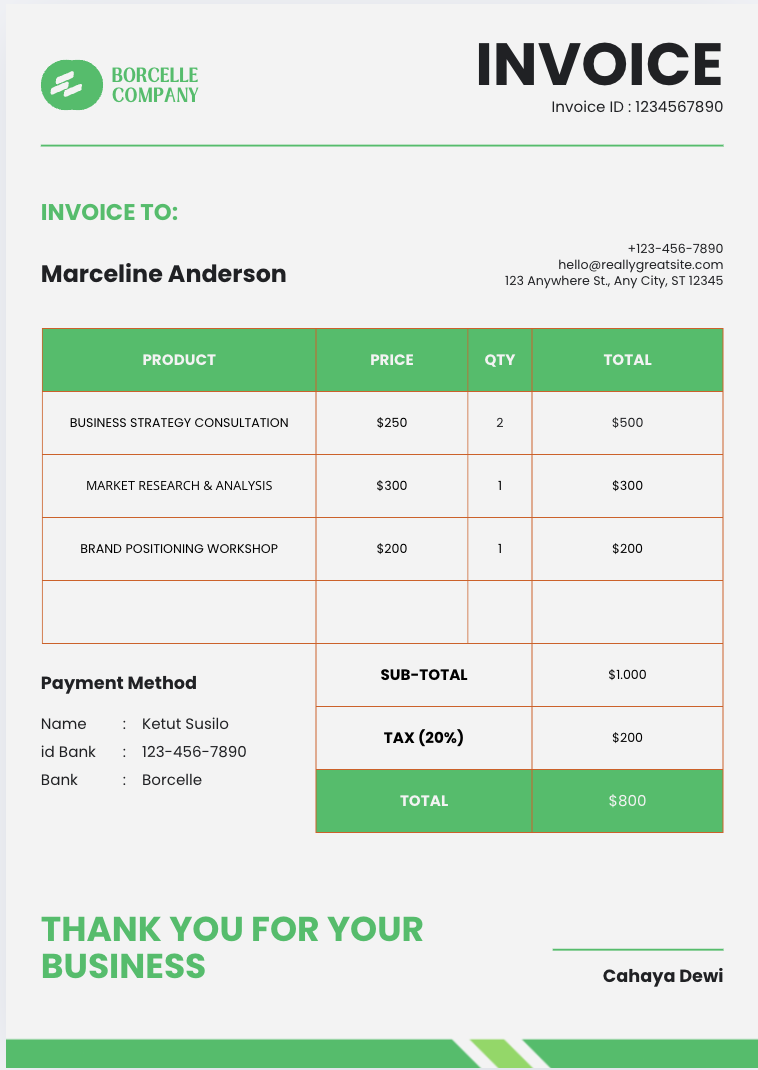 BORCELLE
COMPANY
INVOICE
Invoice ID : 1234567890
INVOICE TO:
Marceline Anderson
+123-456-7890
hello@reallygreatsite.com
123 Anywhere St., Any City, ST 12345
PRODUCT PRICE QTY TOTAL
BUSINESS STRATEGY CONSULTATION $250 2 $500
MARKET RESEARCH & ANALYSIS $300 1 $300
BRAND POSITIONING WORKSHOP $200 1 $200
SUB-TOTAL $1.000
TAX (20%) $200
TOTAL $800
Payment Method
Name : Ketut Susilo
id Bank : 123-456-7890
Bank : Borcelle
THANK YOU FOR YOUR
BUSINESS
Cahaya Dewi